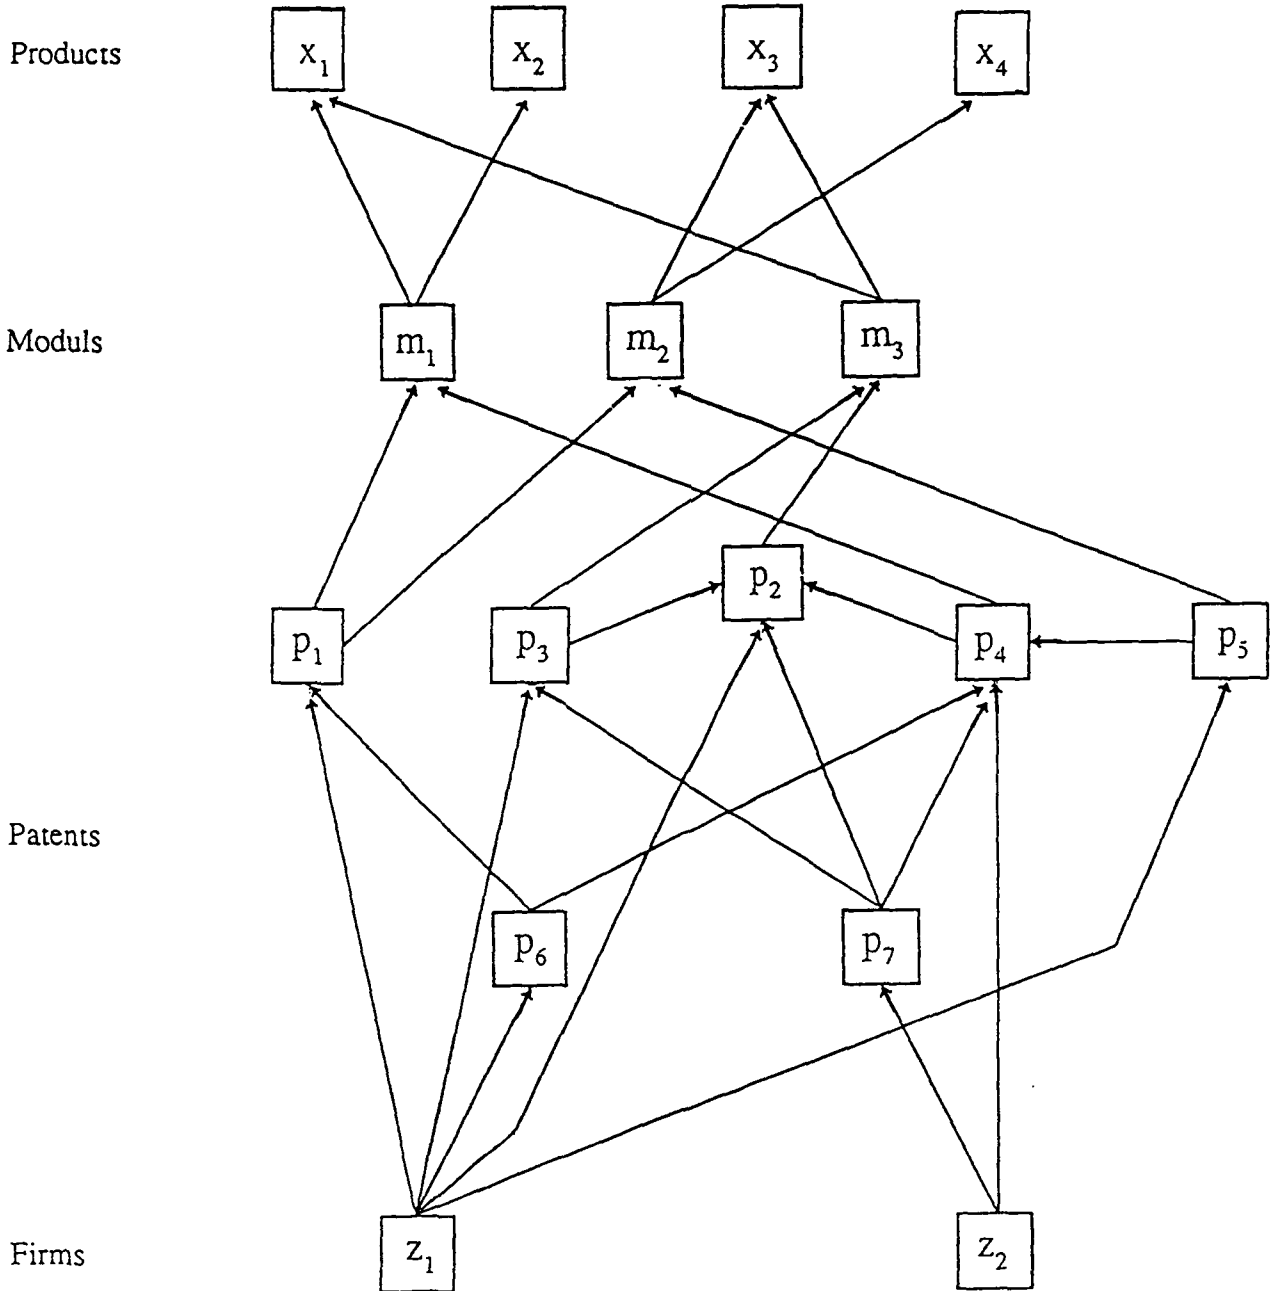 Products x₁ x₂ x₃ x₄
Moduls m₁ m₂ m₃
p₂
p₁ p₃ p₄ p₅
Patents
p₆ p₇
Firms z₁ z₂